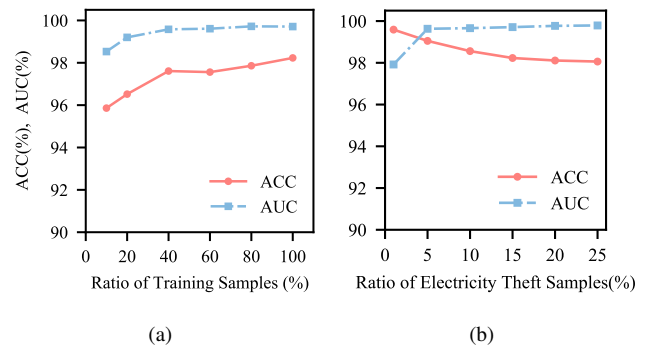 ACC(%), AUC(%)
100
98
96
94
92
90
0
20
40
60
80
100
ACC
AUC
Ratio of Training Samples (%)
(a)
100
98
96
94
92
90
0
5
10
15
20
25
ACC
AUC
Ratio of Electricity Theft Samples(%)
(b)